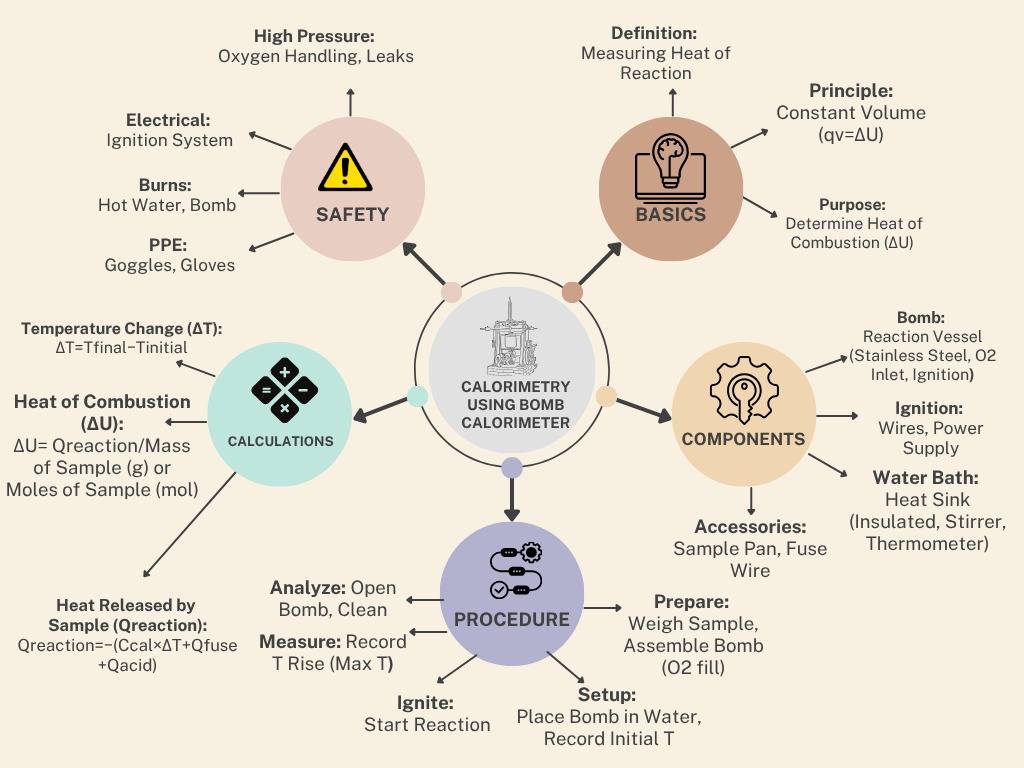 High Pressure:
Oxygen Handling, Leaks
Electrical:
Ignition System
Burns:
Hot Water, Bomb
PPE:
Goggles, Gloves
SAFETY
Definition:
Measuring Heat of
Reaction
Principle:
Constant Volume
(qv=ΔU)
Purpose:
Determine Heat of
Combustion (ΔU)
BASICS
CALORIMETRY
USING BOMB
CALORIMETER
Temperature Change (ΔT):
ΔT=Tfinal−Tinitial
Heat of Combustion
(ΔU):
ΔU= Qreaction/Mass
of Sample (g) or
Moles of Sample (mol)
CALCULATIONS
Heat Released by
Sample (Qreaction):
Qreaction=−(Ccal×ΔT+Qfuse
+Qacid)
Bomb:
Reaction Vessel
(Stainless Steel, O2
Inlet, Ignition)
Ignition:
Wires, Power
Supply
Water Bath:
Heat Sink
(Insulated, Stirrer,
Thermometer)
COMPONENTS
Accessories:
Sample Pan, Fuse
Wire
PROCEDURE
Analyze: Open
Bomb, Clean
Measure: Record
T Rise (Max T)
Ignite:
Start Reaction
Setup:
Place Bomb in Water,
Record Initial T
Prepare:
Weigh Sample,
Assemble Bomb
(O2 fill)